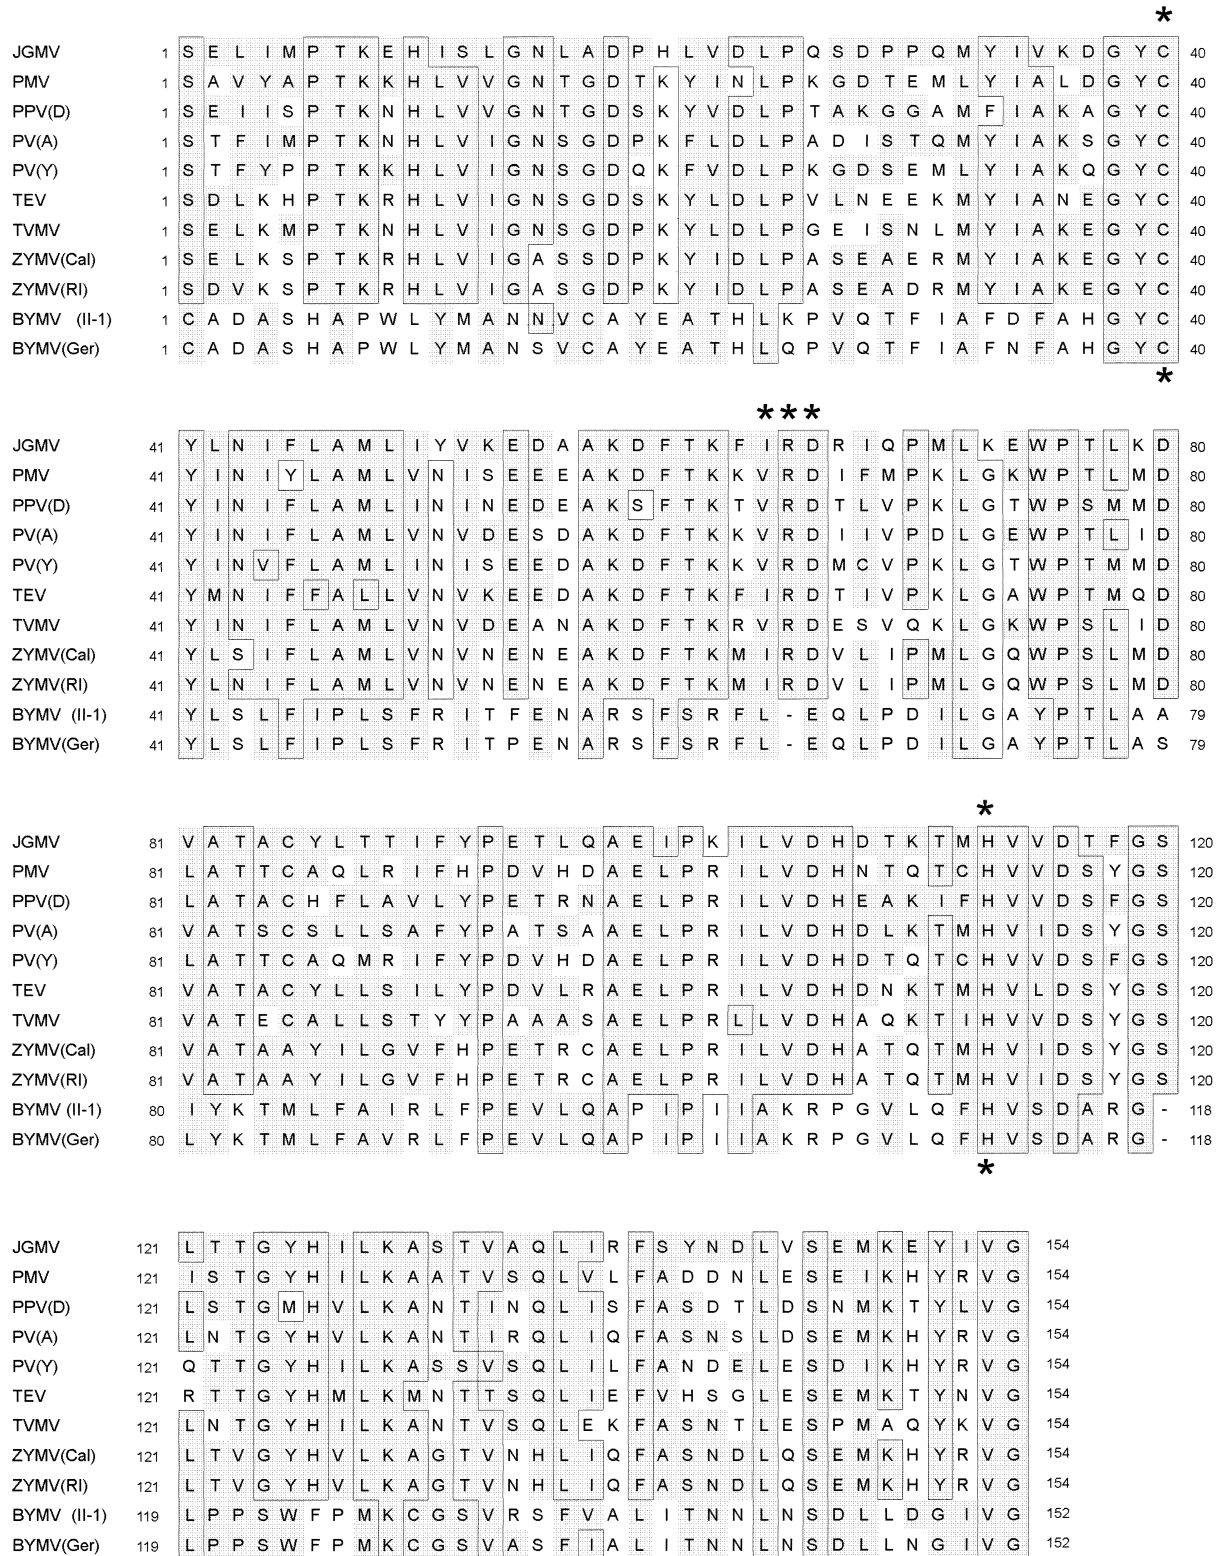 *
JGMV 1 S E L I M P T K E H I S L G N L A D P H L V D L P Q S D P P Q M Y I V K D G Y C 40
PMV 1 S A V Y A P T K K H L V V G N T G D T K Y I N L P K G D T E M L Y I A L D G Y C 40
PPV(D) 1 S E I I S P T K N H L V V G N T G D S K Y V D L P T A K G G A M F I A K A G Y C 40
PV(A) 1 S T F I M P T K N H L V I G N S G D P K F L D L P A D I S T Q M Y I A K S G Y C 40
PV(Y) 1 S T F Y P P T K K H L V I G N S G D Q K F V D L P K G D S E M L Y I A K Q G Y C 40
TEV 1 S D L K H P T K R H L V I G N S G D S K Y L D L P V L N E E K M Y I A N E G Y C 40
TVMV 1 S E L K M P T K N H L V I G N S G D P K Y L D L P G E I S N L M Y I A K E G Y C 40
ZYMV(Cal) 1 S E L K S P T K R H L V I G A S S D P K Y I D L P A S E A E R M Y I A K E G Y C 40
ZYMV(RI) 1 S D V K S P T K R H L V I G A S G D P K Y I D L P A S E A D R M Y I A K E G Y C 40
BYMV (II-1) 1 C A D A S H A P W L Y M A N N V C A Y E A T H L K P V Q T F I A F D F A H G Y C 40
BYMV(Ger) 1 C A D A S H A P W L Y M A N S V C A Y E A T H L Q P V Q T F I A F N F A H G Y C 40
*
* * *
JGMV 41 Y L N I F L A M L I Y V K E D A A K D F T K F I R D R I Q P M L K E W P T L K D 80
PMV 41 Y I N I Y L A M L V N I S E E E A K D F T K K V R D I F M P K L G K W P T L M D 80
PPV(D) 41 Y I N I F L A M L I N I N E D E A K S F T K T V R D T L V P K L G T W P S M M D 80
PV(A) 41 Y I N I F L A M L V N V D E S D A K D F T K K V R D I I V P D L G E W P T L I D 80
PV(Y) 41 Y I N V F L A M L I N I S E E D A K D F T K K V R D M C V P K L G T W P T M M D 80
TEV 41 Y M N I F F A L L V N V K E E D A K D F T K F I R D T I V P K L G A W P T M Q D 80
TVMV 41 Y I N I F L A M L V N V D E A N A K D F T K R V R D E S V Q K L G K W P S L I D 80
ZYMV(Cal) 41 Y L S I F L A M L V N V N E N E A K D F T K M I R D V L I P M L G Q W P S L M D 80
ZYMV(RI) 41 Y L N I F L A M L V N V N E N E A K D F T K M I R D V L I P M L G Q W P S L M D 80
BYMV (II-1) 41 Y L S L F I P L S F R I T F E N A R S F S R F L - E Q L P D I L G A Y P T L A A 79
BYMV(Ger) 41 Y L S L F I P L S F R I T P E N A R S F S R F L - E Q L P D I L G A Y P T L A S 79
*
JGMV 81 V A T A C Y L T T I F Y P E T L Q A E I P K I L V D H D T K T M H V V D T F G S 120
PMV 81 L A T T C A Q L R I F H P D V H D A E L P R I L V D H N T Q T C H V V D S Y G S 120
PPV(D) 81 L A T A C H F L A V L Y P E T R N A E L P R I L V D H E A K I F H V V D S F G S 120
PV(A) 81 V A T S C S L L S A F Y P A T S A A E L P R I L V D H D L K T M H V I D S Y G S 120
PV(Y) 81 L A T T C A Q M R I F Y P D V H D A E L P R I L V D H D T Q T C H V V D S F G S 120
TEV 81 V A T A C Y L L S I L Y P D V L R A E L P R I L V D H D N K T M H V L D S Y G S 120
TVMV 81 V A T E C A L L S T Y Y P A A A S A E L P R L L V D H A Q K T I H V V D S Y G S 120
ZYMV(Cal) 81 V A T A A Y I L G V F H P E T R C A E L P R I L V D H A T Q T M H V I D S Y G S 120
ZYMV(RI) 81 V A T A A Y I L G V F H P E T R C A E L P R I L V D H A T Q T M H V I D S Y G S 120
BYMV (II-1) 80 I Y K T M L F A I R L F P E V L Q A P I P I I A K R P G V L Q F H V S D A R G - 118
BYMV(Ger) 80 L Y K T M L F A V R L F P E V L Q A P I P I I A K R P G V L Q F H V S D A R G - 118
*
JGMV 121 L T T G Y H I L K A S T V A Q L I R F S Y N D L V S E M K E Y I V G 154
PMV 121 I S T G Y H I L K A A T V S Q L V L F A D D N L E S E I K H Y R V G 154
PPV(D) 121 L S T G M H V L K A N T I N Q L I S F A S D T L D S N M K T Y L V G 154
PV(A) 121 L N T G Y H V L K A N T I R Q L I Q F A S N S L D S E M K H Y R V G 154
PV(Y) 121 Q T T G Y H I L K A S S V S Q L I L F A N D E L E S D I K H Y R V G 154
TEV 121 R T T G Y H M L K M N T T S Q L I E F V H S G L E S E M K T Y N V G 154
TVMV 121 L N T G Y H I L K A N T V S Q L E K F A S N T L E S P M A Q Y K V G 154
ZYMV(Cal) 121 L T V G Y H V L K A G T V N H L I Q F A S N D L Q S E M K H Y R V G 154
ZYMV(RI) 121 L T V G Y H V L K A G T V N H L I Q F A S N D L Q S E M K H Y R V G 154
BYMV (II-1) 119 L P P S W F P M K C G S V R S F V A L I T N N L N S D L L D G I V G 152
BYMV(Ger) 119 L P P S W F P M K C G S V A S F I A L I T N N L N S D L L N G I V G 152